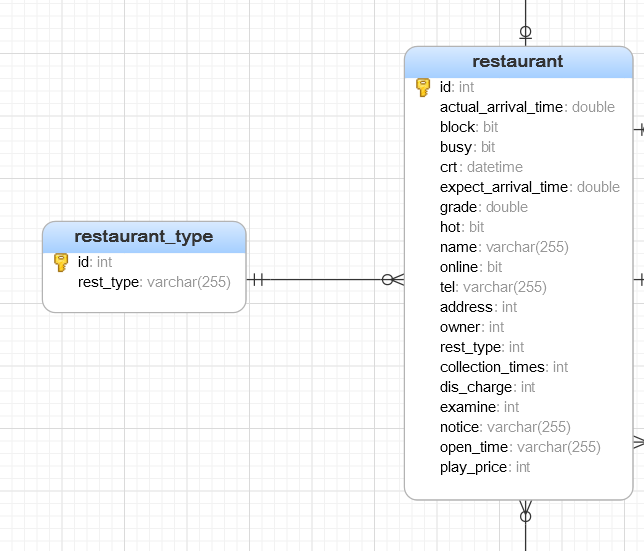 restaurant_type
id: int
rest_type: varchar(255)
restaurant
id: int
actual_arrival_time: double
block: bit
busy: bit
crt: datetime
expect_arrival_time: double
grade: double
hot: bit
name: varchar(255)
online: bit
tel: varchar(255)
address: int
owner: int
rest_type: int
collection_times: int
dis_charge: int
examine: int
notice: varchar(255)
open_time: varchar(255)
play_price: int